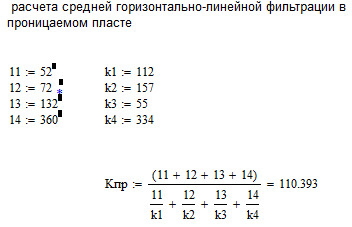 расчета средней горизонтально-линейной фильтрации в
проницаемом пласте
l1 := 52 k1 := 112
l2 := 72 k2 := 157
l3 := 132 k3 := 55
l4 := 360 k4 := 334
(l1 + l2 + l3 + l4)
Kпр := ――――――――― = 110.393
l1/k1 + l2/k2 + l3/k3 + l4/k4